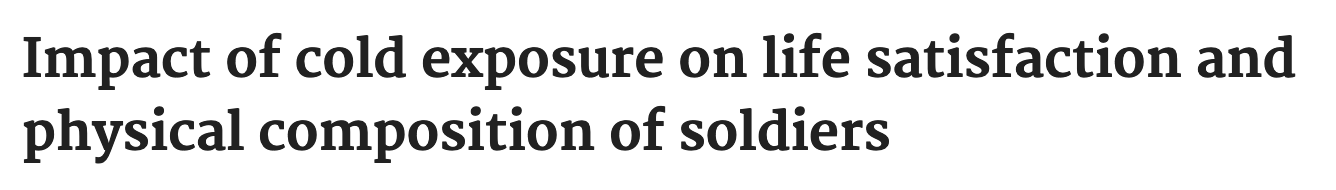 Impact of cold exposure on life satisfaction and
physical composition of soldiers